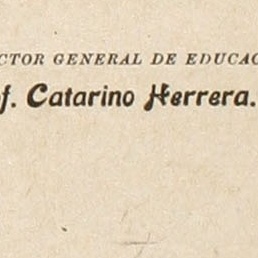 CTOR GENERAL DE EDUCAC
f. Catarino Herrera.